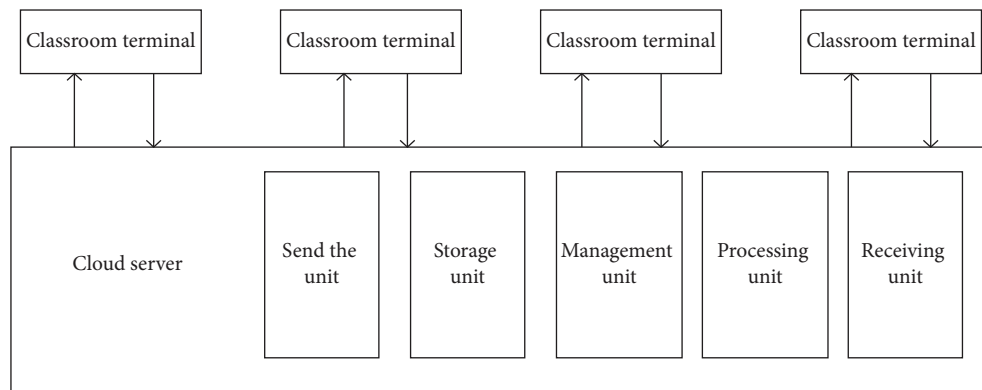 Classroom terminal
Classroom terminal
Classroom terminal
Classroom terminal
Cloud server
Send the
unit
Storage
unit
Management
unit
Processing
unit
Receiving
unit